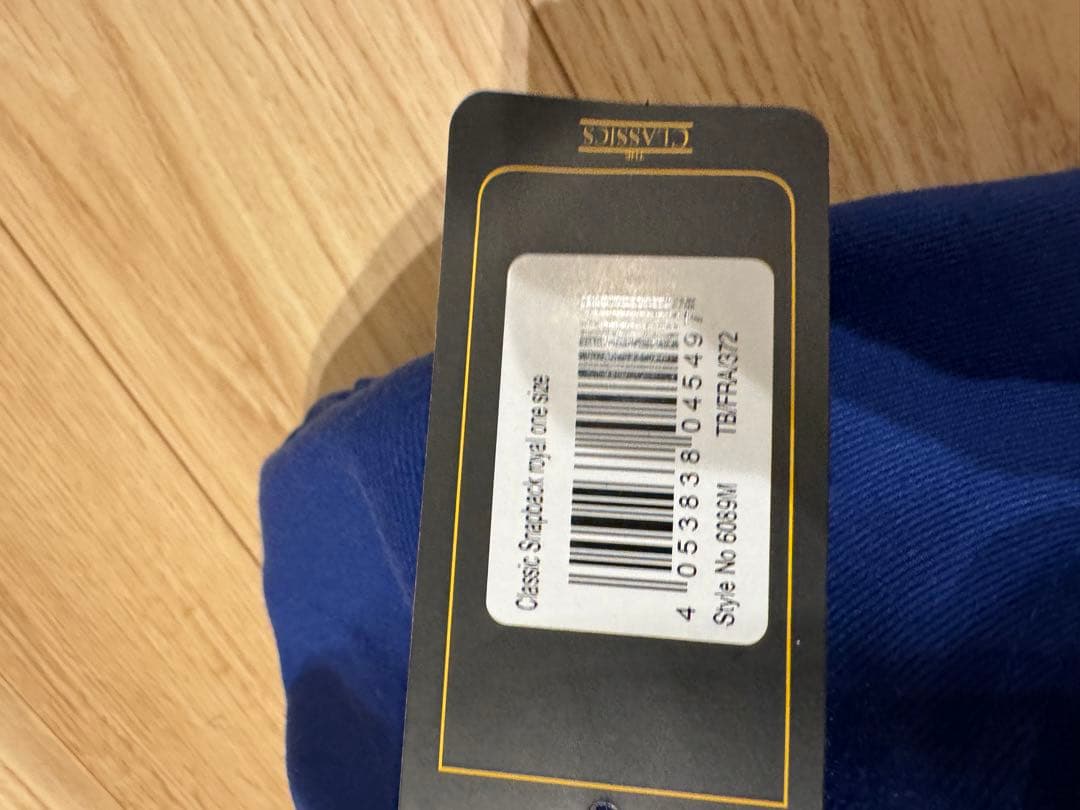 THE
CLASSICS
Classic Snapback royal one size
4 053838 045497
Style No 6089M TB/FRA/372